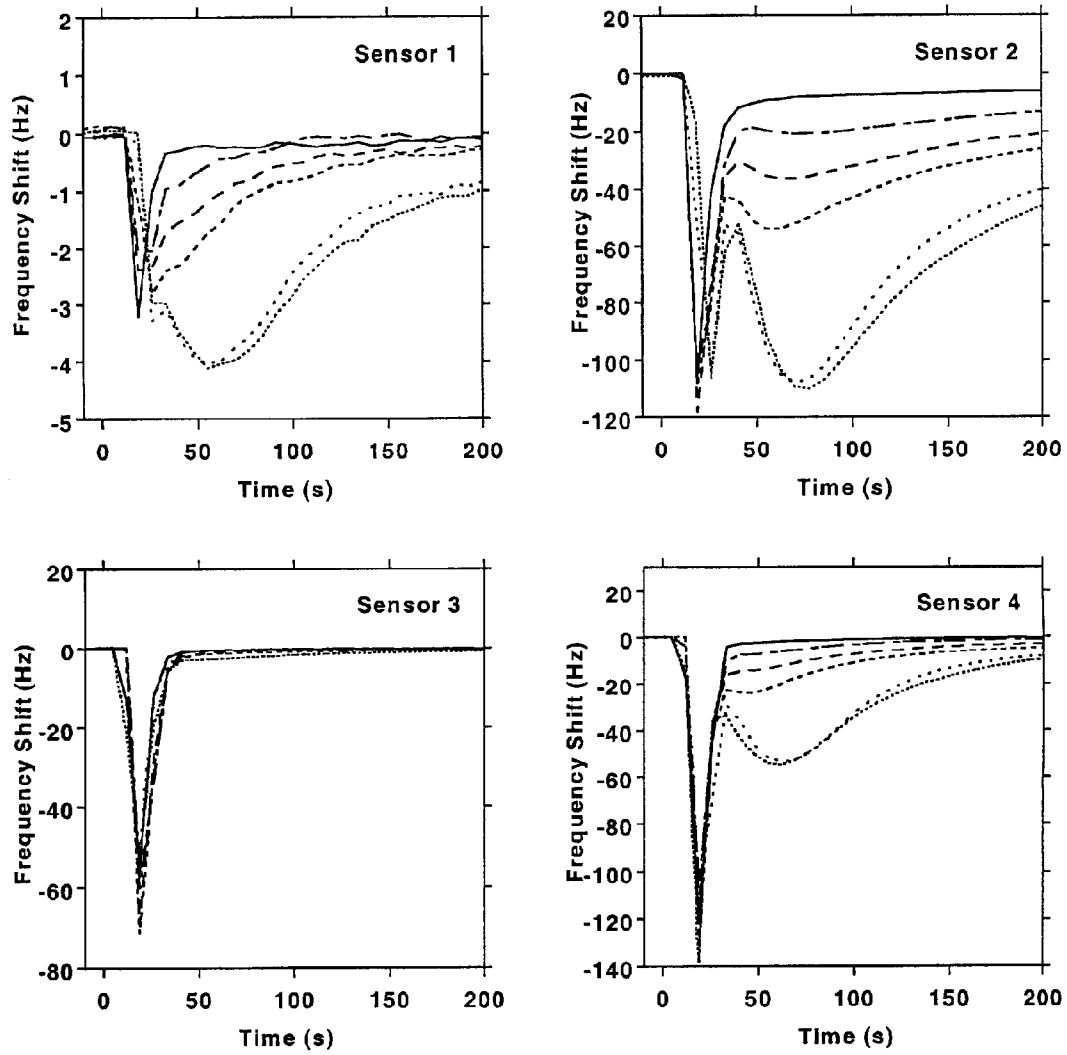 Sensor 1
Frequency Shift (Hz)
2
1
0
-1
-2
-3
-4
-5
0 50 100 150 200
Time (s)
Sensor 2
Frequency Shift (Hz)
20
0
-20
-40
-60
-80
-100
-120
0 50 100 150 200
Time (s)
Sensor 3
Frequency Shift (Hz)
20
0
-20
-40
-60
-80
0 50 100 150 200
Time (s)
Sensor 4
Frequency Shift (Hz)
20
0
-20
-40
-60
-80
-100
-120
-140
0 50 100 150 200
Time (s)